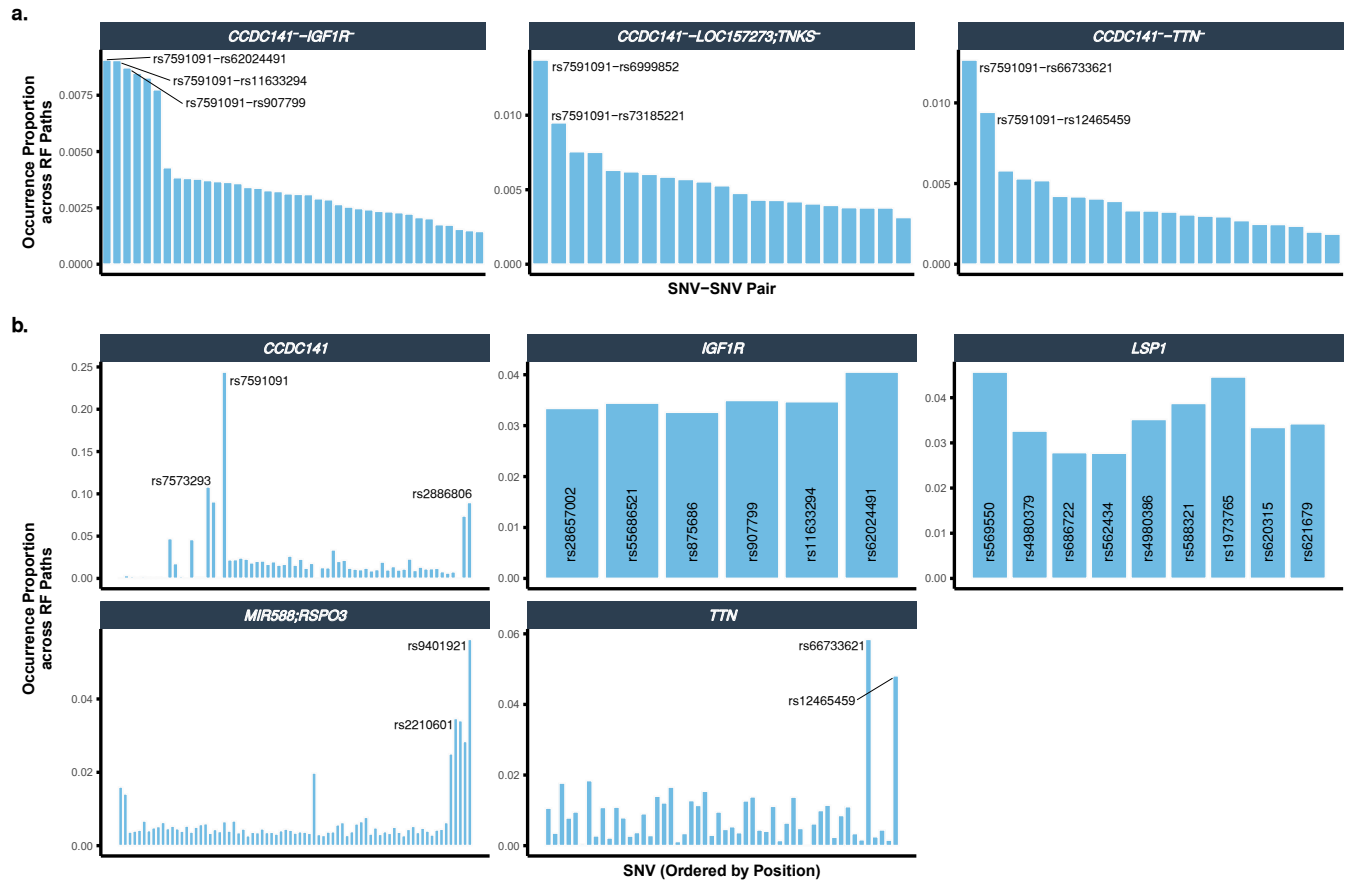 a.
CCDC141⁻−IGF1R⁻
CCDC141⁻−LOC157273;TNKS⁻
CCDC141⁻−TTN⁻
Occurrence Proportion
across RF Paths
0.0075
0.0050
0.0025
0.0000
rs7591091−rs62024491
rs7591091−rs11633294
rs7591091−rs907799
0.010
0.005
0.000
rs7591091−rs6999852
rs7591091−rs73185221
0.010
0.005
0.000
rs7591091−rs66733621
rs7591091−rs12465459
SNV−SNV Pair
b.
CCDC141
IGF1R
LSP1
Occurrence Proportion
across RF Paths
0.25
0.20
0.15
0.10
0.05
0.00
rs7591091
rs7573293
rs2886806
0.04
0.03
0.02
0.01
0.00
rs28657002
rs55686521
rs875686
rs907799
rs11633294
rs62024491
0.04
0.03
0.02
0.01
0.00
rs569550
rs4980379
rs686722
rs562434
rs4980386
rs588321
rs1973765
rs620315
rs621679
MIR588;RSPO3
TTN
0.04
0.02
0.00
rs9401921
rs2210601
0.06
0.04
0.02
0.00
rs66733621
rs12465459
SNV (Ordered by Position)